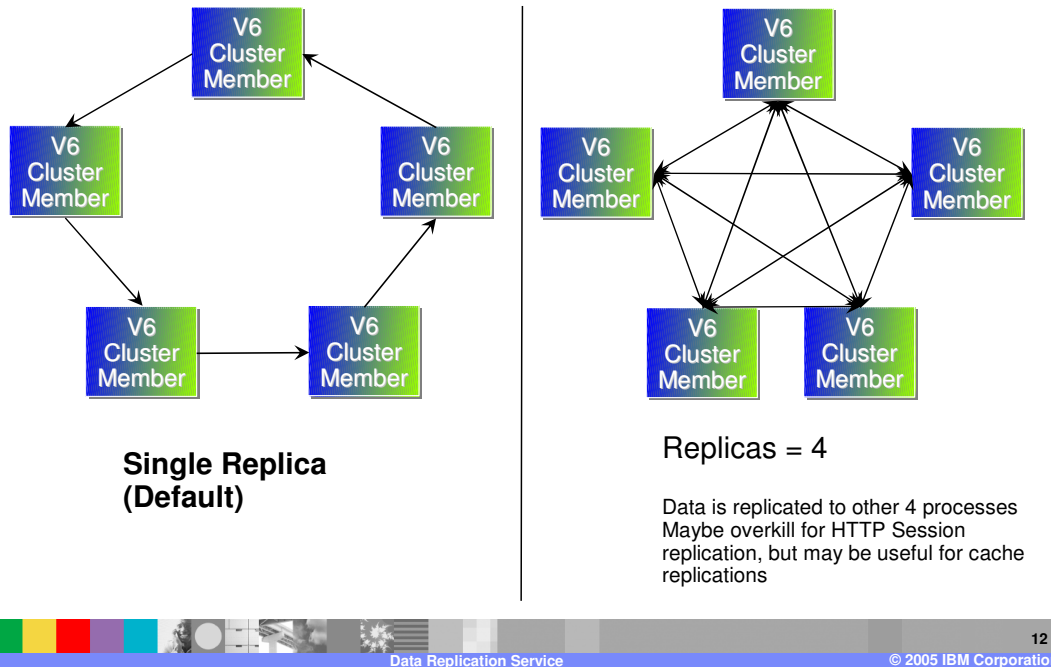 V6
Cluster
Member
V6
Cluster
Member
V6
Cluster
Member
V6
Cluster
Member
V6
Cluster
Member
Single Replica
(Default)
V6
Cluster
Member
V6
Cluster
Member
V6
Cluster
Member
V6
Cluster
Member
V6
Cluster
Member
Replicas = 4
Data is replicated to other 4 processes
Maybe overkill for HTTP Session
replication, but may be useful for cache
replications
12
Data Replication Service
© 2005 IBM Corporatio